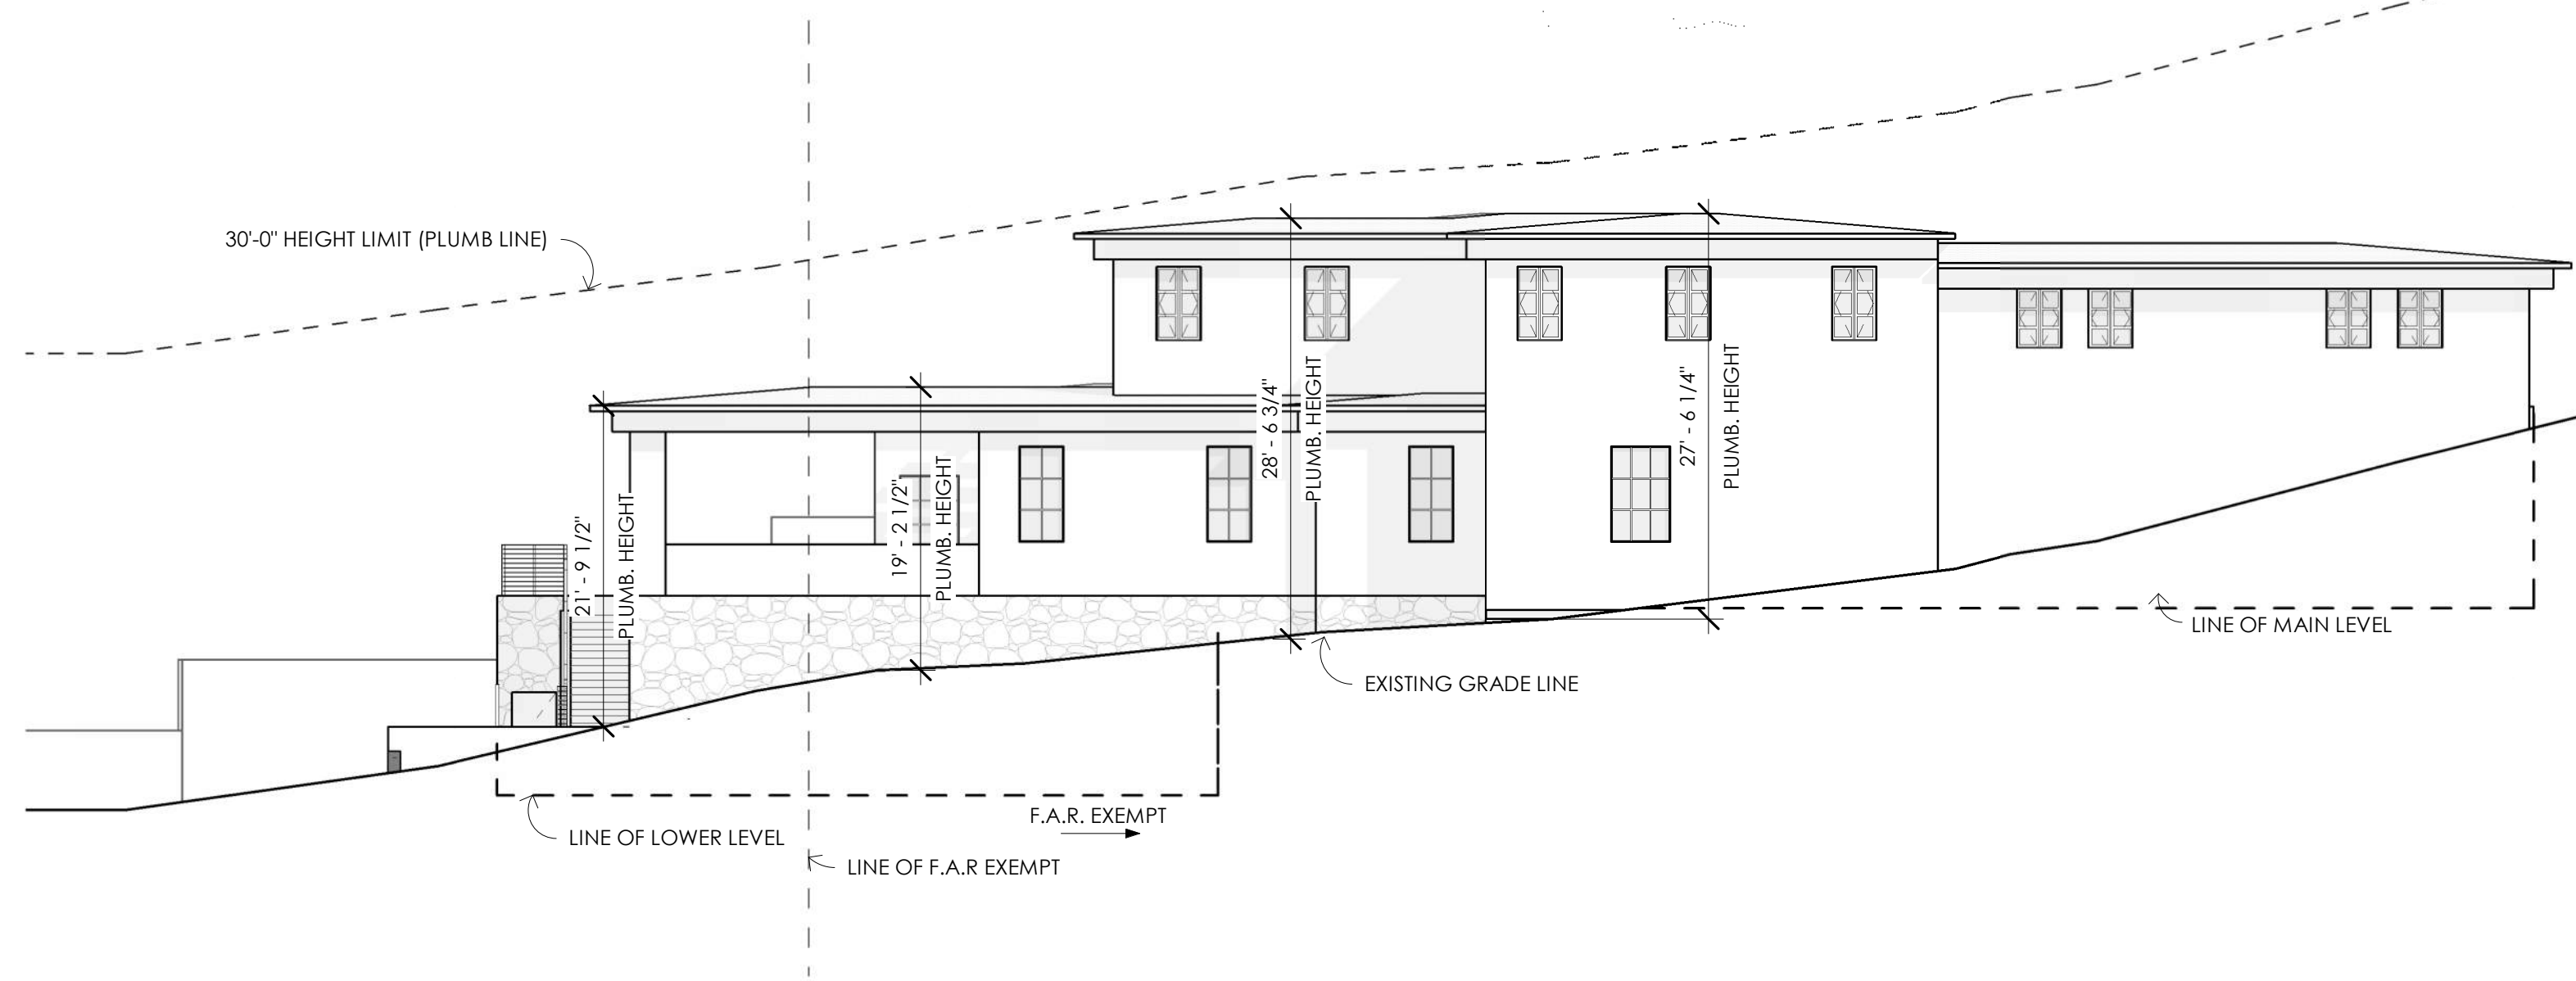 30'-0" HEIGHT LIMIT (PLUMB LINE)
21' - 9 1/2"
PLUMB. HEIGHT
19' - 2 1/2"
PLUMB. HEIGHT
28' - 6 3/4"
PLUMB. HEIGHT
27' - 6 1/4"
PLUMB. HEIGHT
LINE OF MAIN LEVEL
EXISTING GRADE LINE
F.A.R. EXEMPT
LINE OF LOWER LEVEL
LINE OF F.A.R EXEMPT